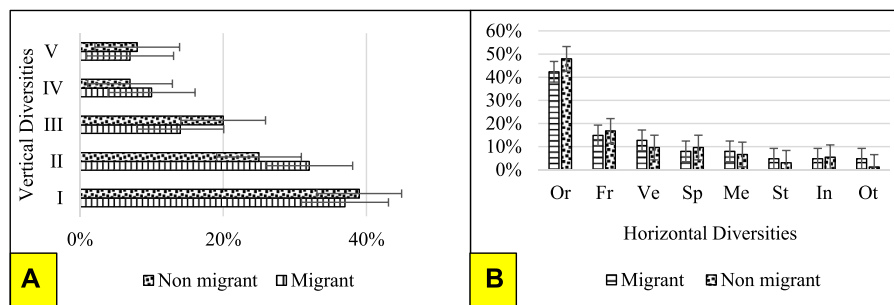 Vertical Diversities
V
IV
III
II
I
0% 20% 40%
Non migrant Migrant
A
60%
50%
40%
30%
20%
10%
0%
Or Fr Ve Sp Me St In Ot
Horizontal Diversities
Migrant Non migrant
B